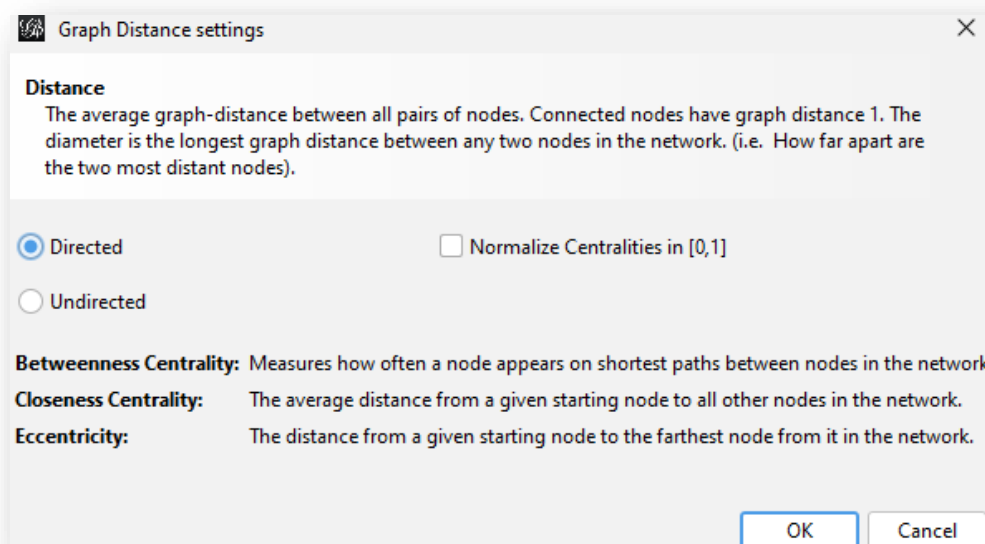 Graph Distance settings
Distance
The average graph-distance between all pairs of nodes. Connected nodes have graph distance 1. The
diameter is the longest graph distance between any two nodes in the network. (i.e. How far apart are
the two most distant nodes).
Directed
Normalize Centralities in [0,1]
Undirected
Betweenness Centrality: Measures how often a node appears on shortest paths between nodes in the network
Closeness Centrality: The average distance from a given starting node to all other nodes in the network.
Eccentricity: The distance from a given starting node to the farthest node from it in the network.
OK Cancel